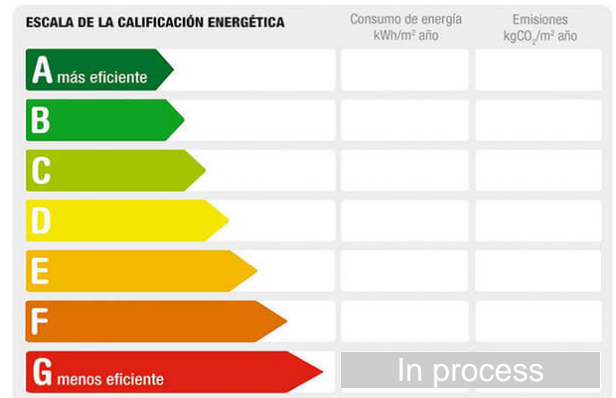 ESCALA DE LA CALIFICACIÓN ENERGÉTICA
Consumo de energía
kWh/m² año
Emisiones
kgCO₂/m² año
A más eficiente
B
C
D
E
F
G menos eficiente
In process